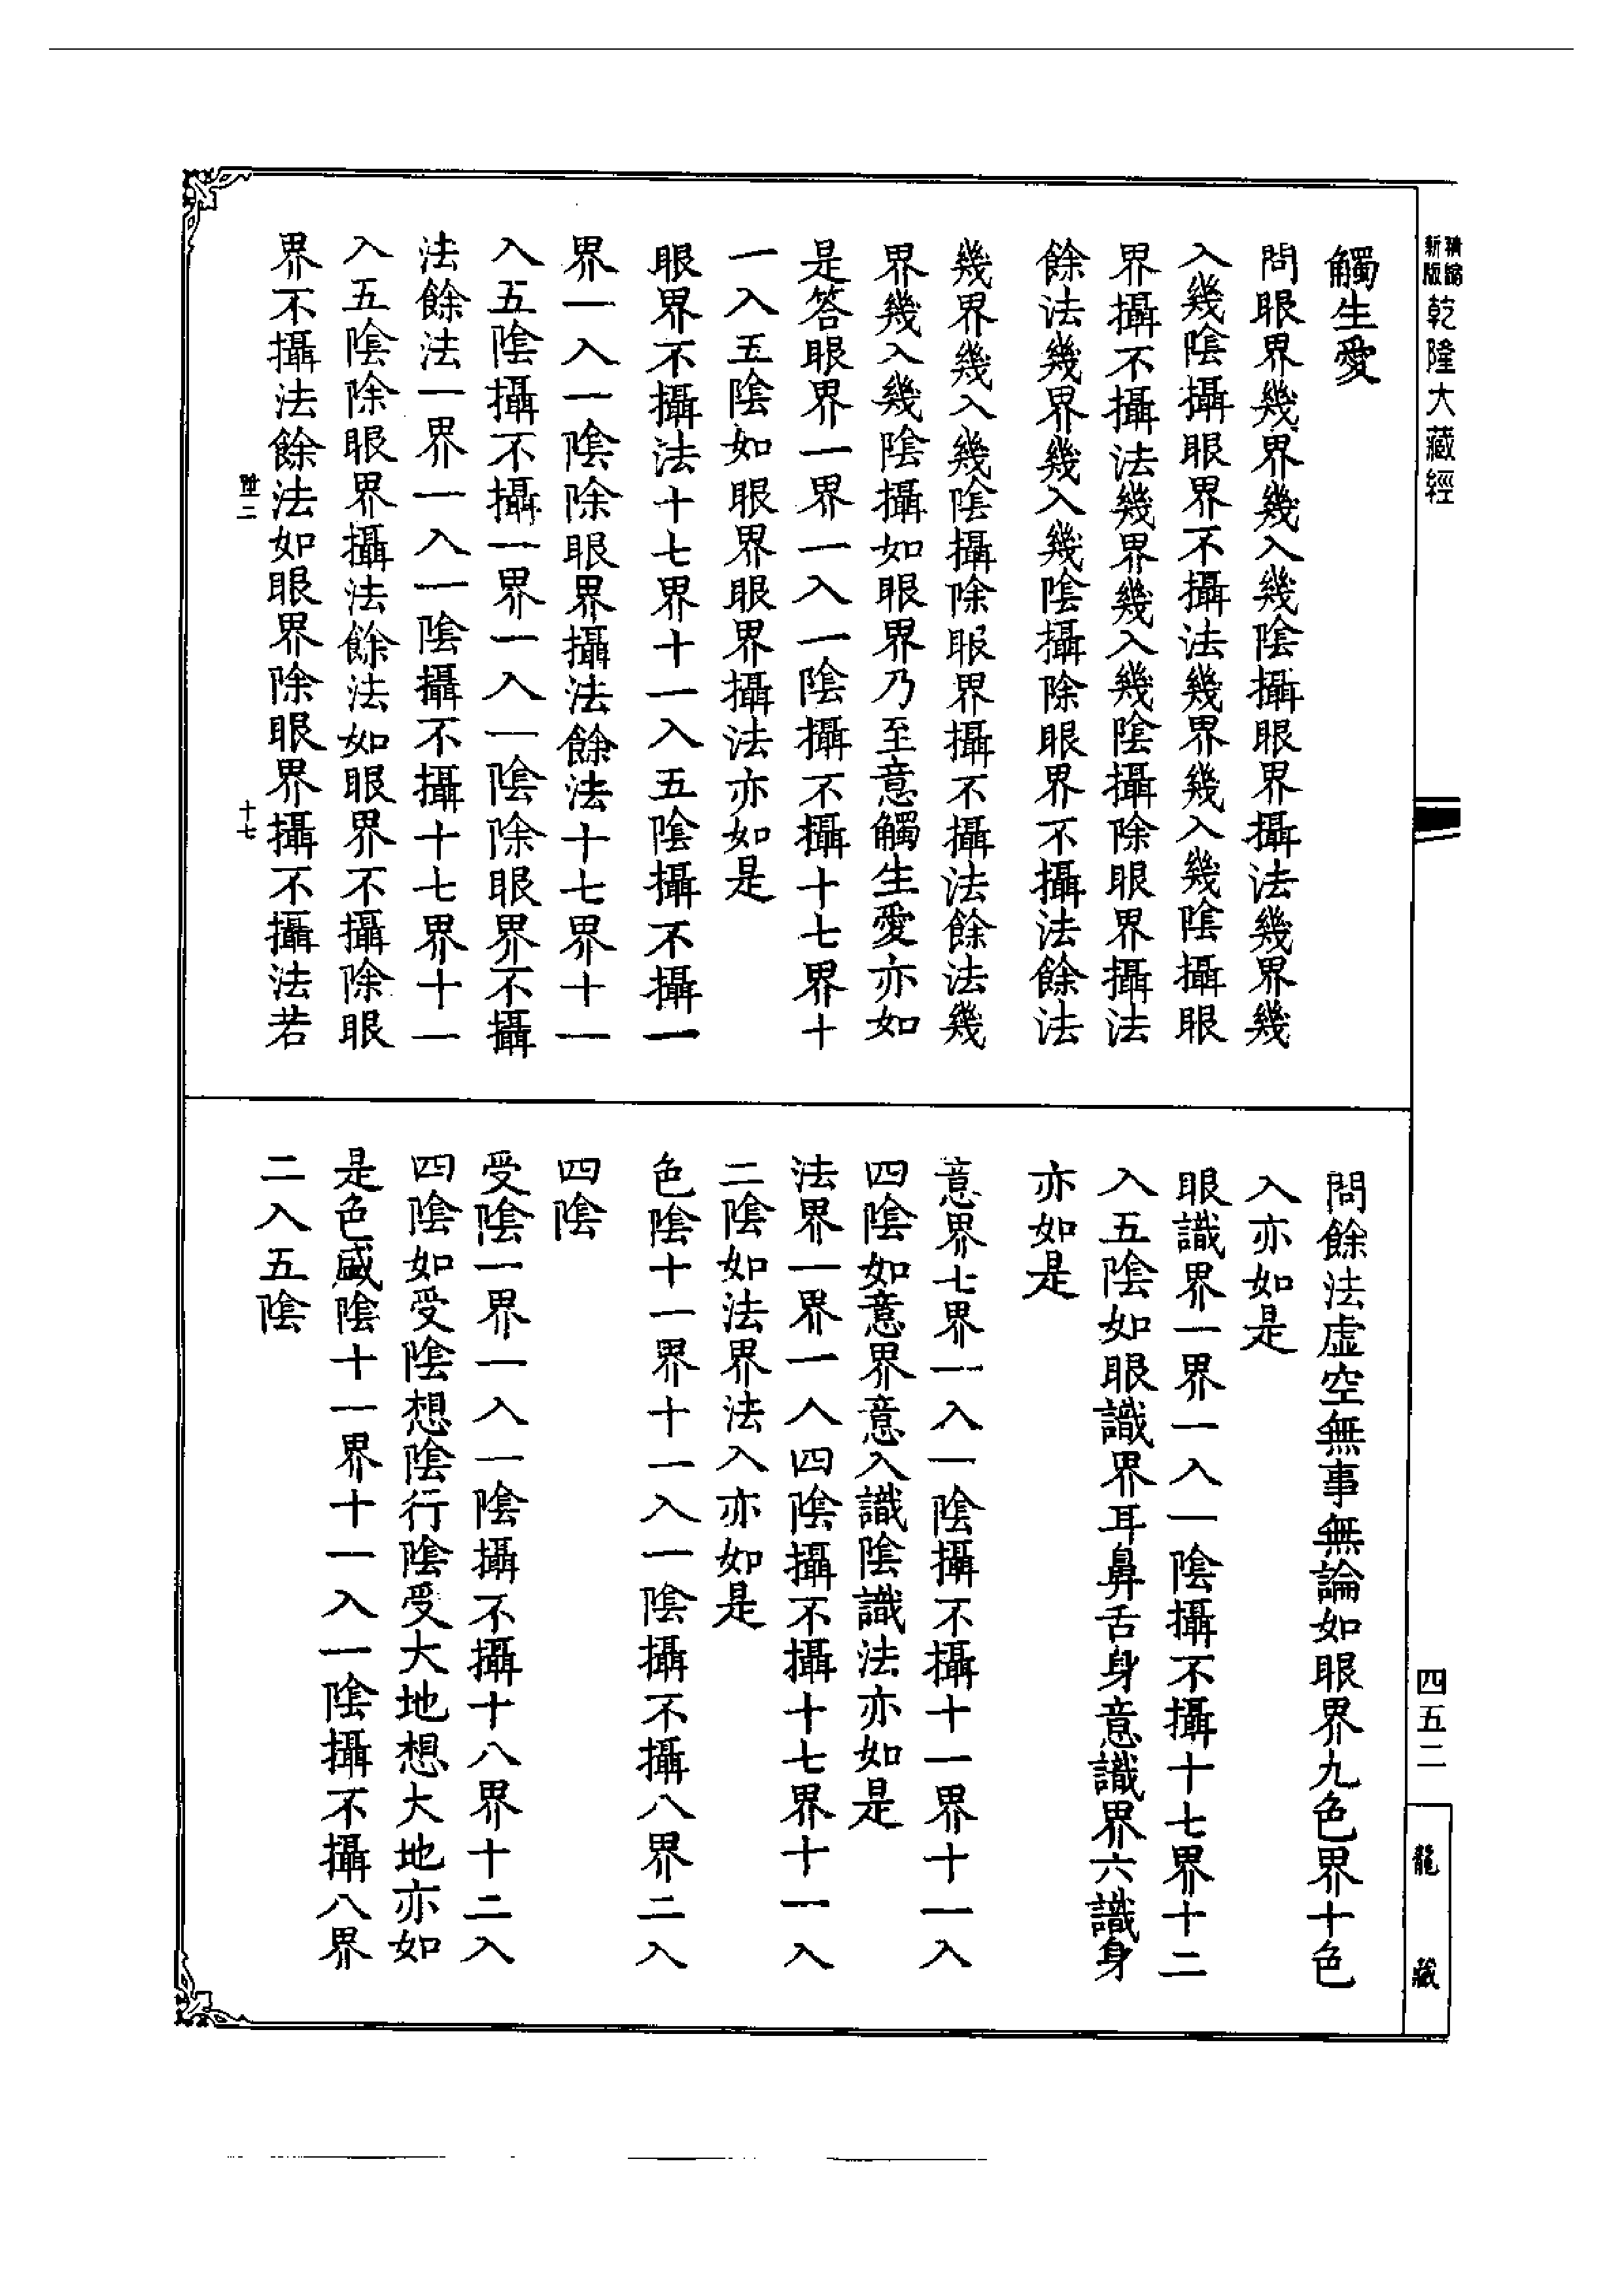 新版精縮乾隆大藏經
觸生愛
問眼界幾界幾入幾陰攝眼界攝法幾界幾
入幾陰攝眼界不攝法幾界幾入幾陰攝眼
界攝不攝法幾界幾入幾陰攝除眼界攝法
餘法幾界幾入幾陰攝除眼界不攝法餘法
幾界幾入幾陰攝除眼界攝不攝法餘法幾
界幾入幾陰攝如眼界乃至意觸生愛亦如
是答眼界一界一入一陰攝不攝十七界十
一入五陰如眼界眼界攝法亦如是
眼界不攝法十七界十一入五陰攝不攝一
界一入一陰除眼界攝法餘法十七界十一
入五陰攝不攝一界一入一陰除眼界不攝
法餘法一界一入一陰攝不攝十七界十一
入五陰除眼界攝法餘法如眼界不攝除眼
界不攝法餘法如眼界除眼界攝不攝法若
十七
問餘法虛空無事無論如眼界九色界十色
入亦如是
眼識界一界一入一陰攝不攝十七界十二
入五陰如眼識界耳鼻舌身意識界六識身
亦如是
意界七界一入一陰攝不攝十一界十一入
四陰如意界意入識陰識法亦如是
法界一界一入四陰攝不攝十七界十一入
二陰如法界法入亦如是
色陰十一界十一入一陰攝不攝八界二入
四陰
受陰一界一入一陰攝不攝十八界十二入
四陰如受陰想陰行陰受大地想大地亦如
是色盛陰十一界十一入一陰攝不攝八界
二入五陰
四五二
龍藏